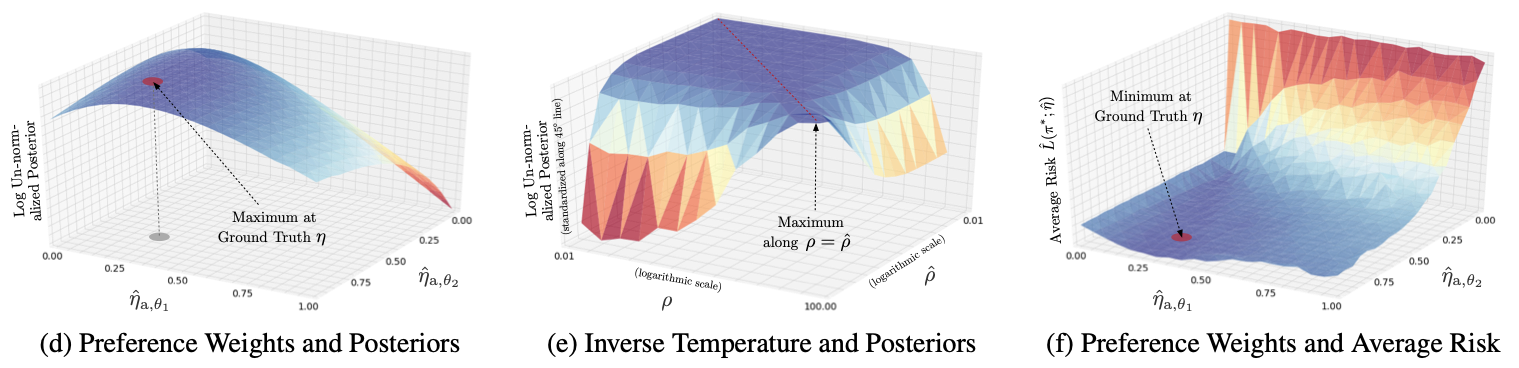 Log Un-norm-
alized Posterior
Maximum at
Ground Truth η
0.00
0.25
0.50
0.75
1.00
η̂a,θ1
0.75
0.50
0.25
0.00
η̂a,θ2
(d) Preference Weights and Posteriors
Log Un-norm-
alized Posterior
(standardized along 45° line)
Maximum
along ρ = ρ̂
0.01
(logarithmic scale)
ρ
100.00
(logarithmic scale)
ρ̂
0.01
(e) Inverse Temperature and Posteriors
Average Risk L̂(π*; η̂)
Minimum at
Ground Truth η
0.00
0.25
0.50
0.75
1.00
η̂a,θ1
0.75
0.50
0.25
0.00
η̂a,θ2
(f) Preference Weights and Average Risk